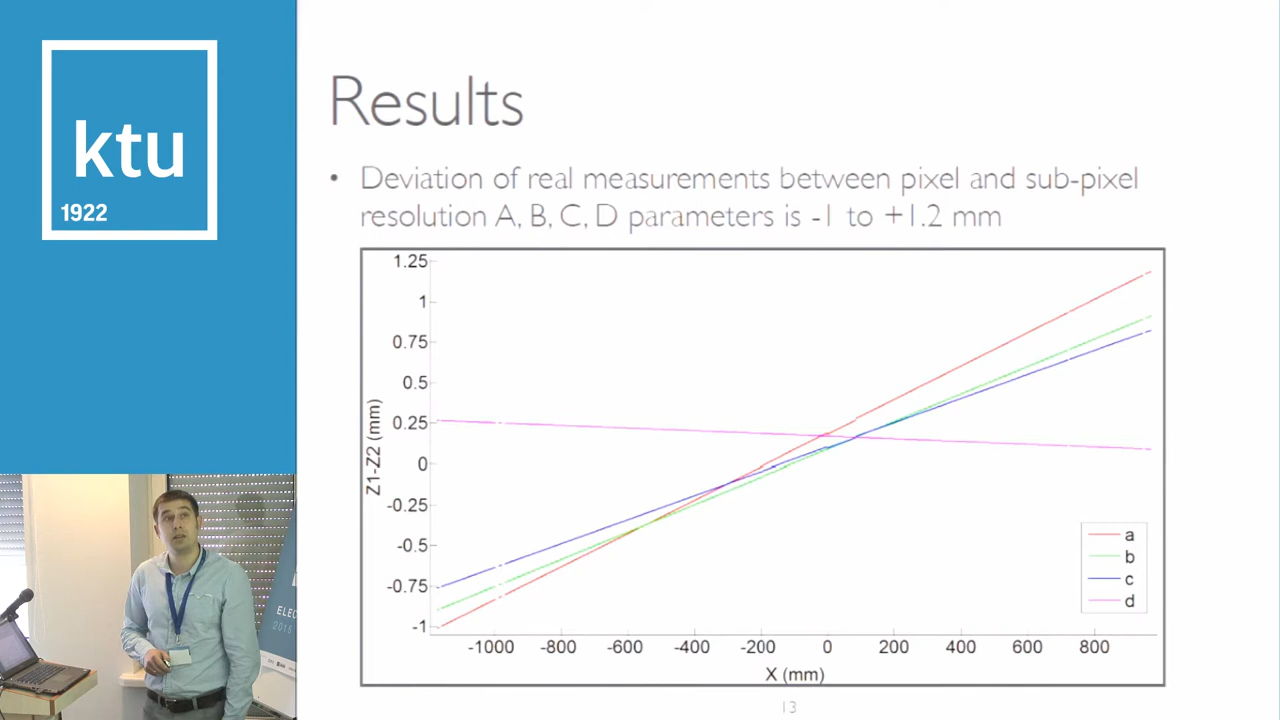 ktu
1922
Results
• Deviation of real measurements between pixel and sub-pixel
resolution A, B, C, D parameters is -1 to +1.2 mm
1.25
1
0.75
0.5
0.25
0
-0.25
-0.5
-0.75
-1
Z1-Z2 (mm)
-1000 -800 -600 -400 -200 0 200 400 600 800
X (mm)
a
b
c
d
13
ELEC
2016